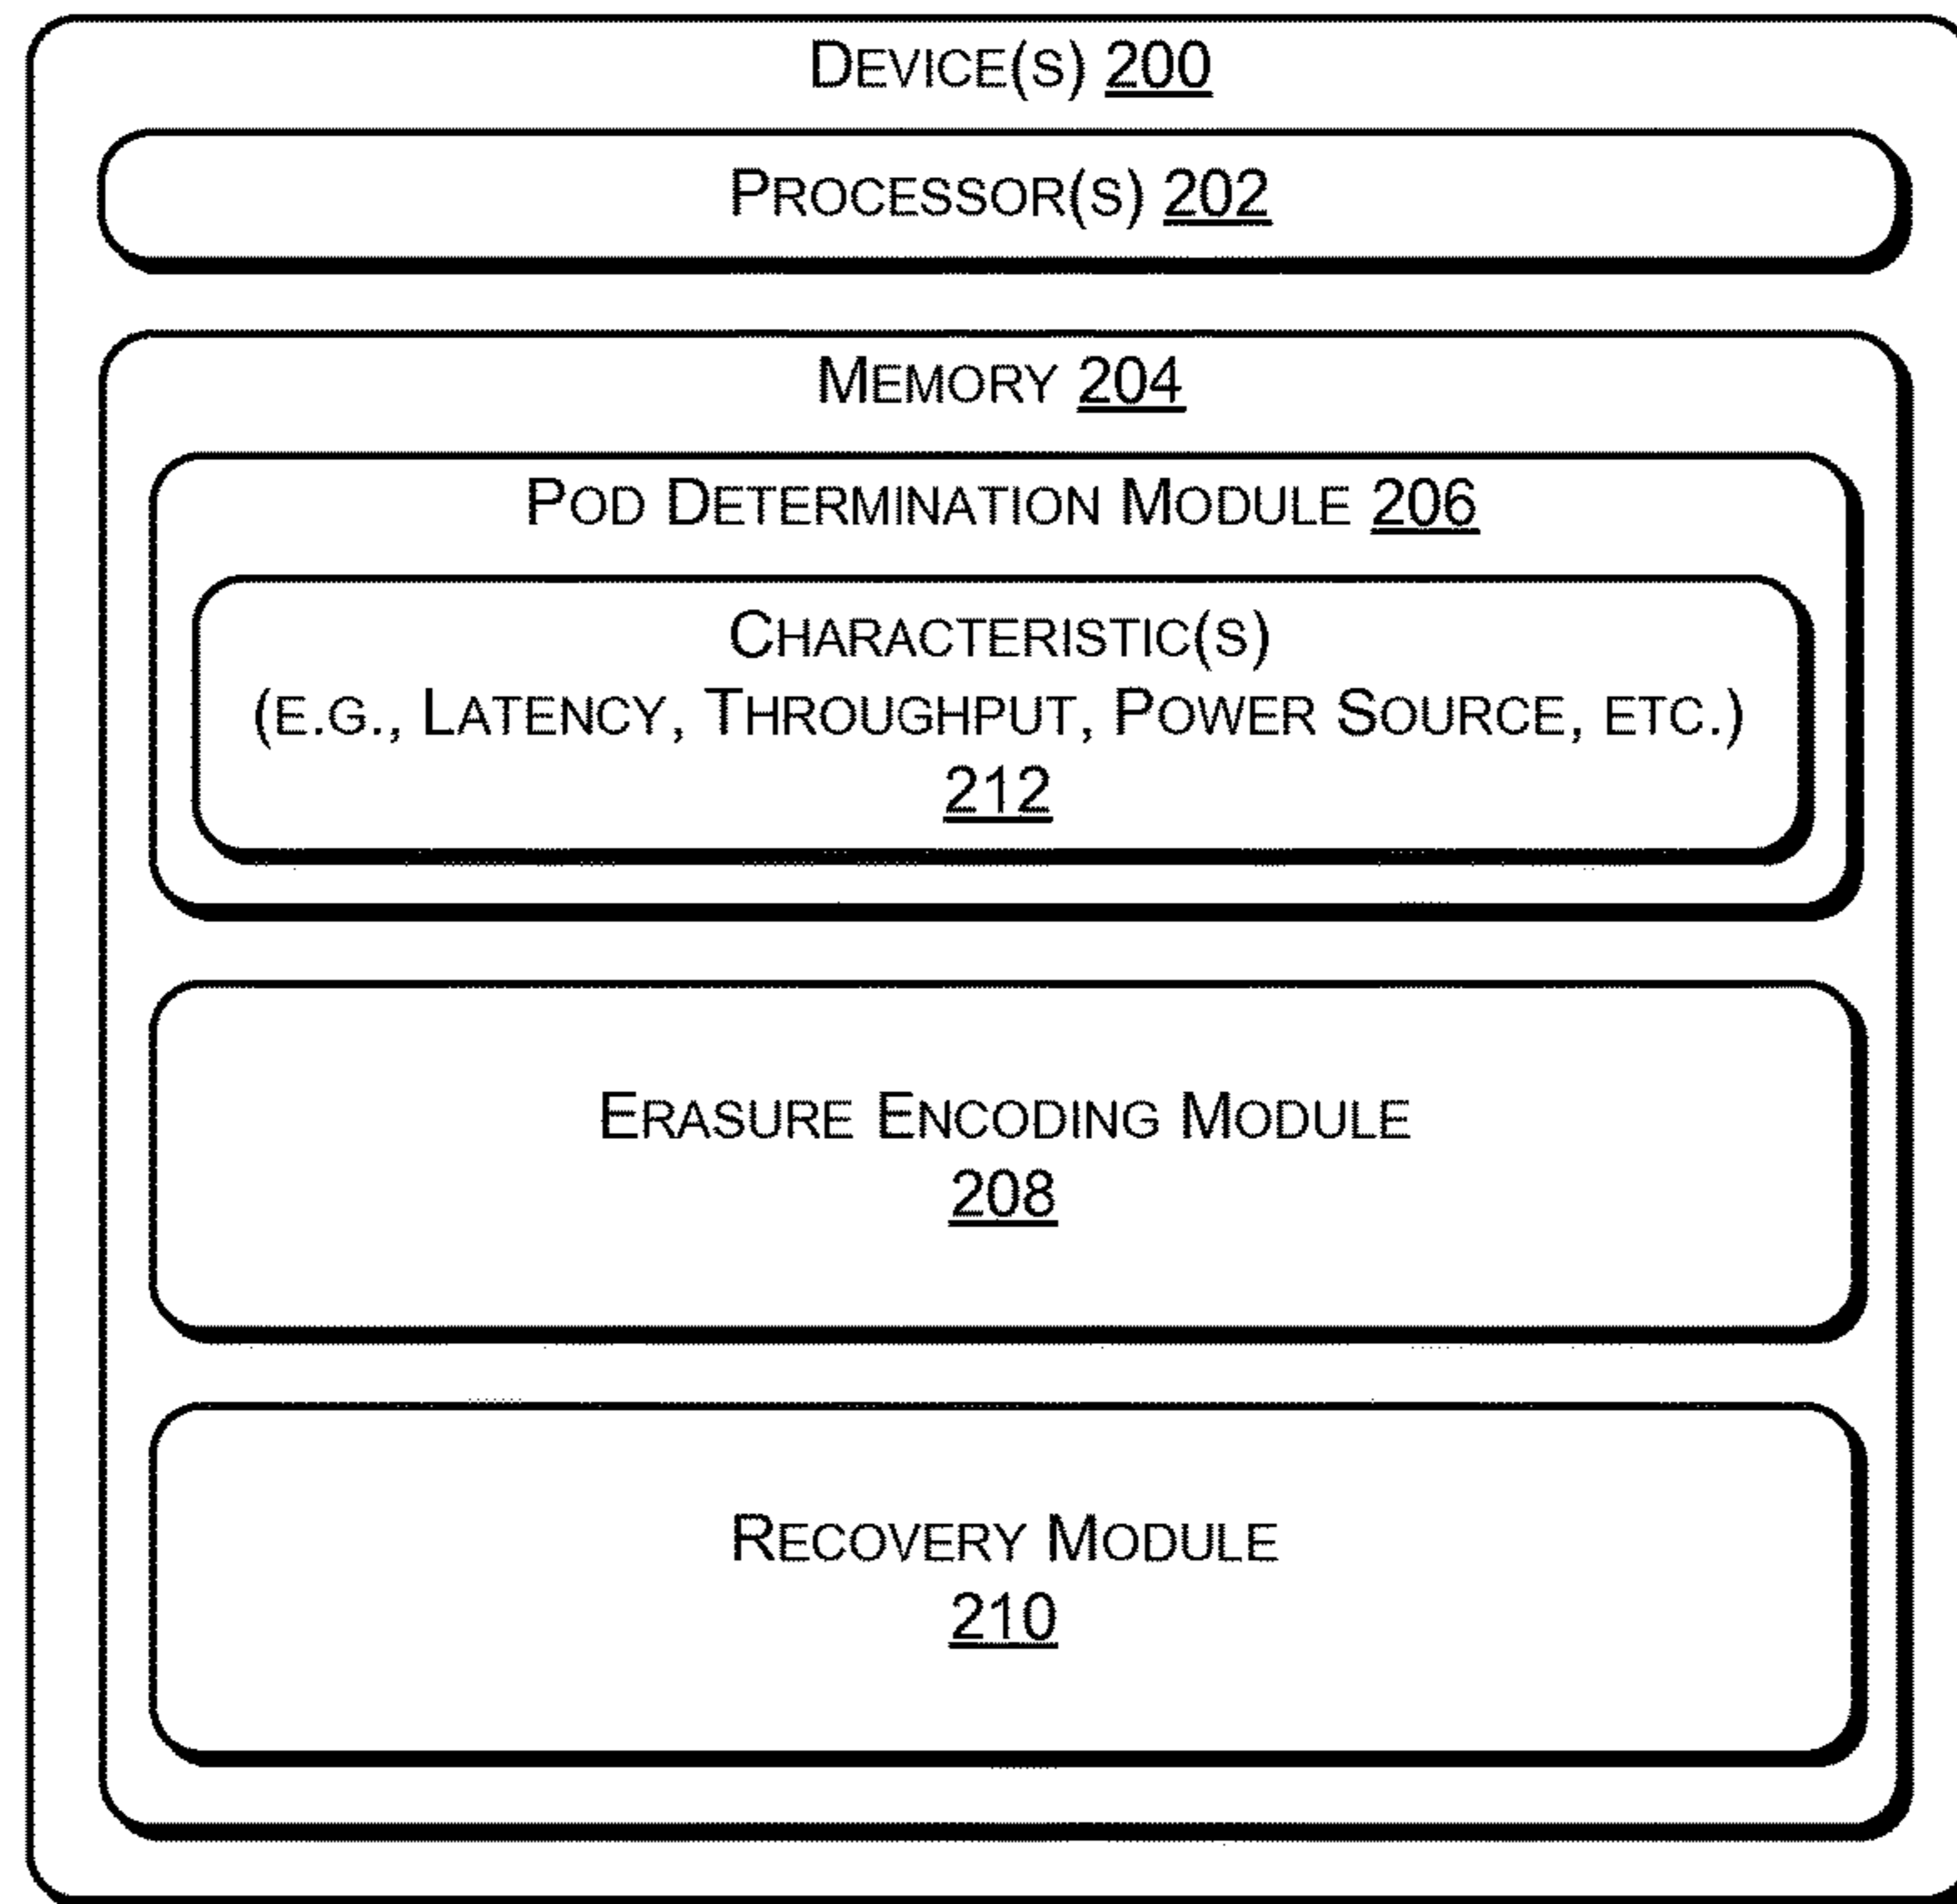 DEVICE(S) 200
PROCESSOR(S) 202
MEMORY 204
POD DETERMINATION MODULE 206
CHARACTERISTIC(S)
(E.G., LATENCY, THROUGHPUT, POWER SOURCE, ETC.)
212
ERASURE ENCODING MODULE
208
RECOVERY MODULE
210